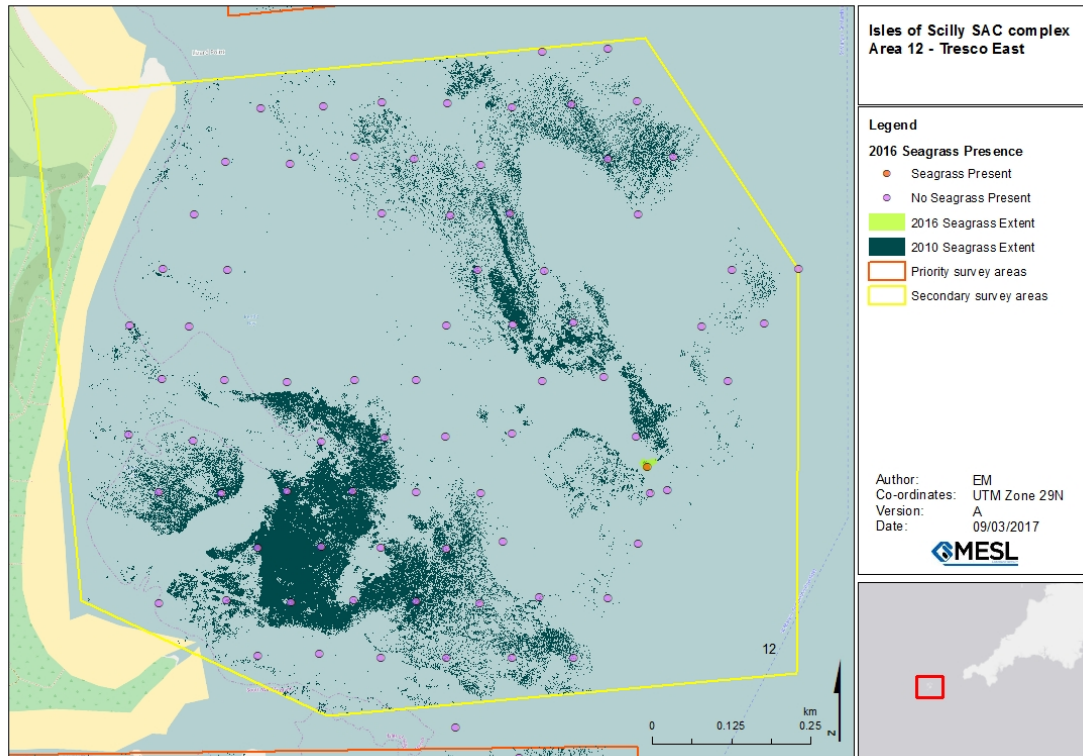 Isles of Scilly SAC complex
Area 12 - Tresco East
Legend
2016 Seagrass Presence
Seagrass Present
No Seagrass Present
2016 Seagrass Extent
2010 Seagrass Extent
Priority survey areas
Secondary survey areas
Author: EM
Co-ordinates: UTM Zone 29N
Version: A
Date: 09/03/2017
MESL
12
km
0 0.125 0.25
N